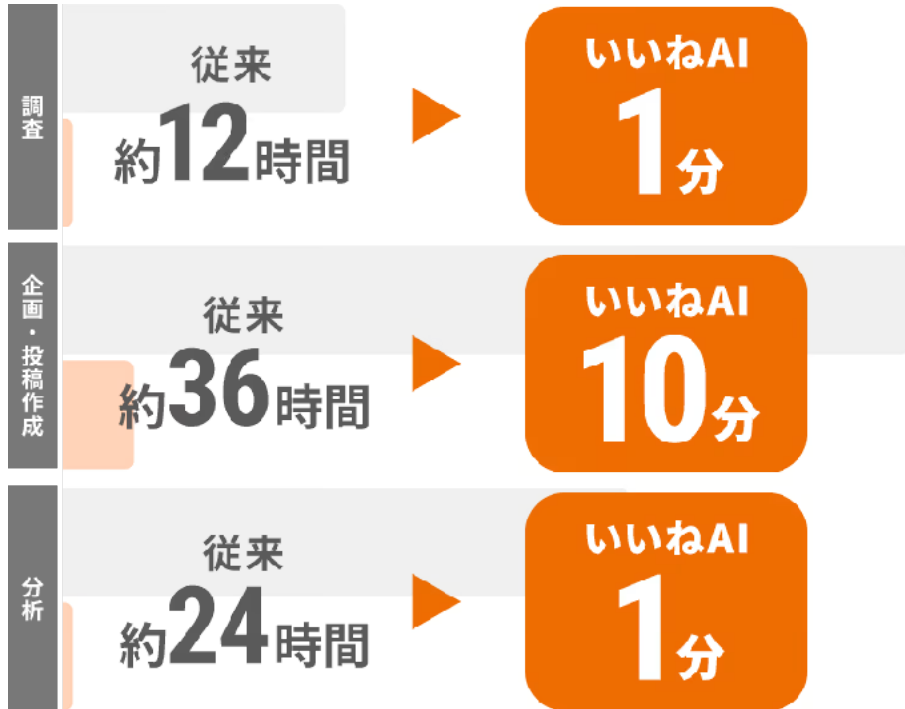 調査
従来
約12時間
いいねAI
1分
企画・投稿作成
従来
約36時間
いいねAI
10分
分析
従来
約24時間
いいねAI
1分